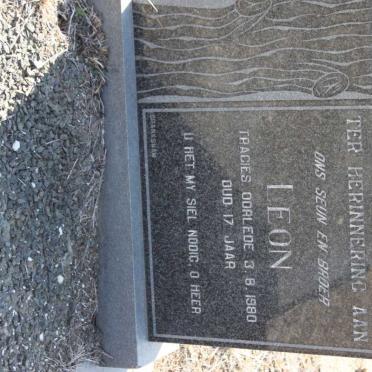 TER HERINNERING AAN
ONS SEUN EN BROER
LEON
TRAGIES OORLEDE 3. 8. 1980
OUD. 17 JAAR
U HET MY SIEL NODIG, O HEER